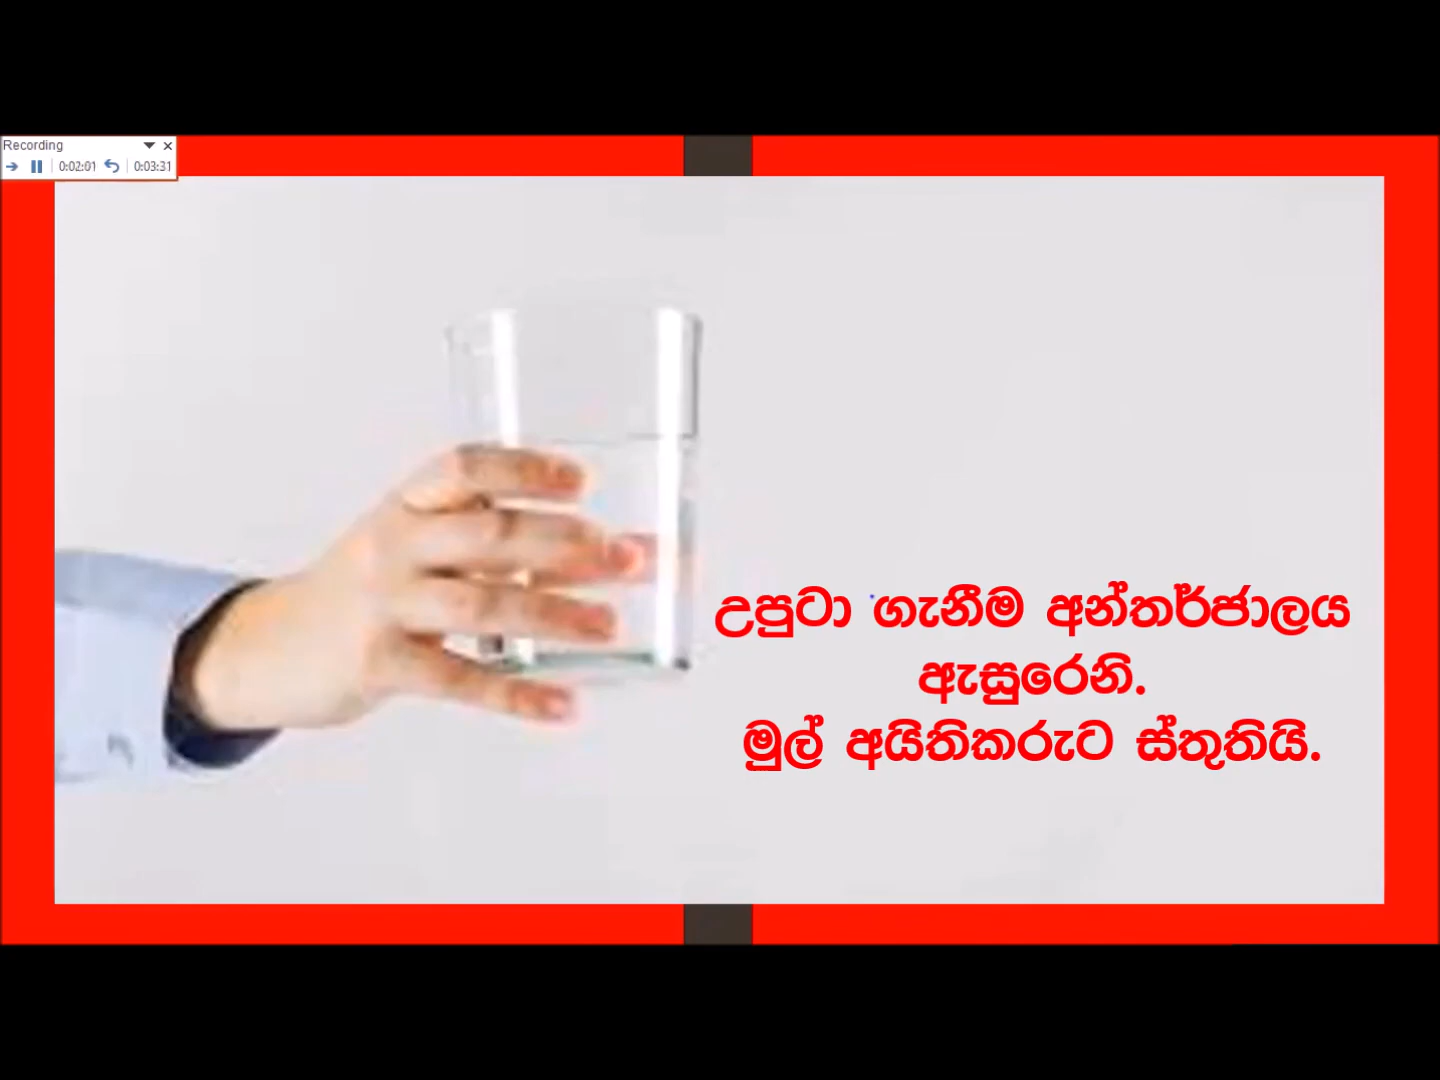 Recording
0:02:01 0:03:31
උපුටා ගැනීම අන්තර්ජාලය
ඇසුරෙනි.
මුල් අයිතිකරුට ස්තුතියි.